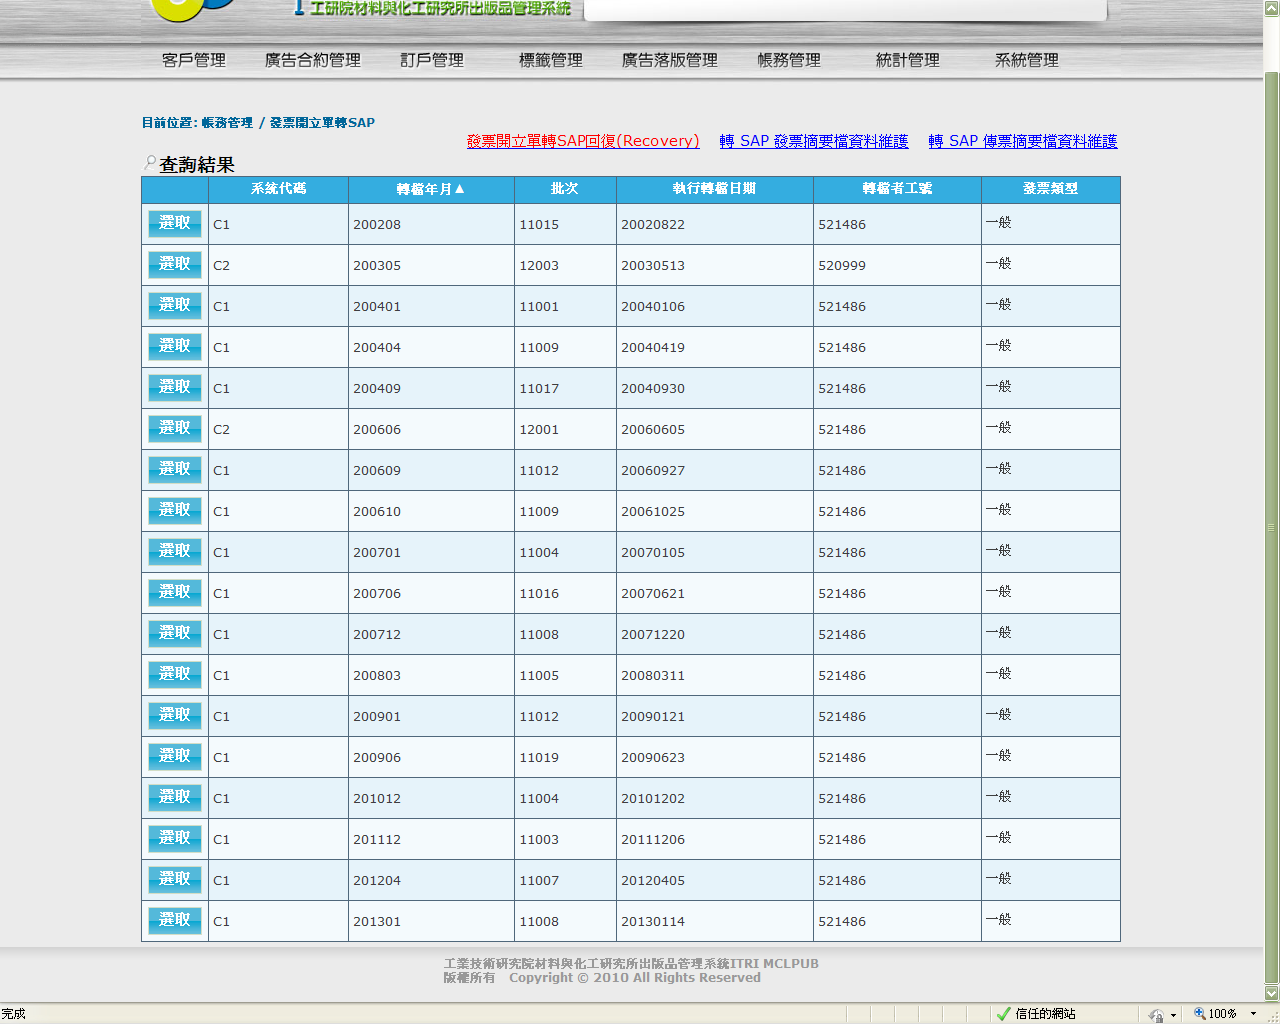 工研院材料與化工研究所出版品管理系統
客戶管理 廣告合約管理 訂戶管理 標籤管理 廣告落版管理 帳務管理 統計管理 系統管理
目前位置: 帳務管理 / 發票開立單轉SAP
發票開立單轉SAP回復(Recovery) 轉 SAP 發票摘要檔資料維護 轉 SAP 傳票摘要檔資料維護
查詢結果
系統代碼 轉檔年月▲ 批次 執行轉檔日期 轉檔者工號 發票類型
選取 C1 200208 11015 20020822 521486 一般
選取 C2 200305 12003 20030513 520999 一般
選取 C1 200401 11001 20040106 521486 一般
選取 C1 200404 11009 20040419 521486 一般
選取 C1 200409 11017 20040930 521486 一般
選取 C2 200606 12001 20060605 521486 一般
選取 C1 200609 11012 20060927 521486 一般
選取 C1 200610 11009 20061025 521486 一般
選取 C1 200701 11004 20070105 521486 一般
選取 C1 200706 11016 20070621 521486 一般
選取 C1 200712 11008 20071220 521486 一般
選取 C1 200803 11005 20080311 521486 一般
選取 C1 200901 11012 20090121 521486 一般
選取 C1 200906 11019 20090623 521486 一般
選取 C1 201012 11004 20101202 521486 一般
選取 C1 201112 11003 20111206 521486 一般
選取 C1 201204 11007 20120405 521486 一般
選取 C1 201301 11008 20130114 521486 一般
工業技術研究院材料與化工研究所出版品管理系統ITRI MCLPUB
版權所有 Copyright © 2010 All Rights Reserved
完成 信任的網站 100%